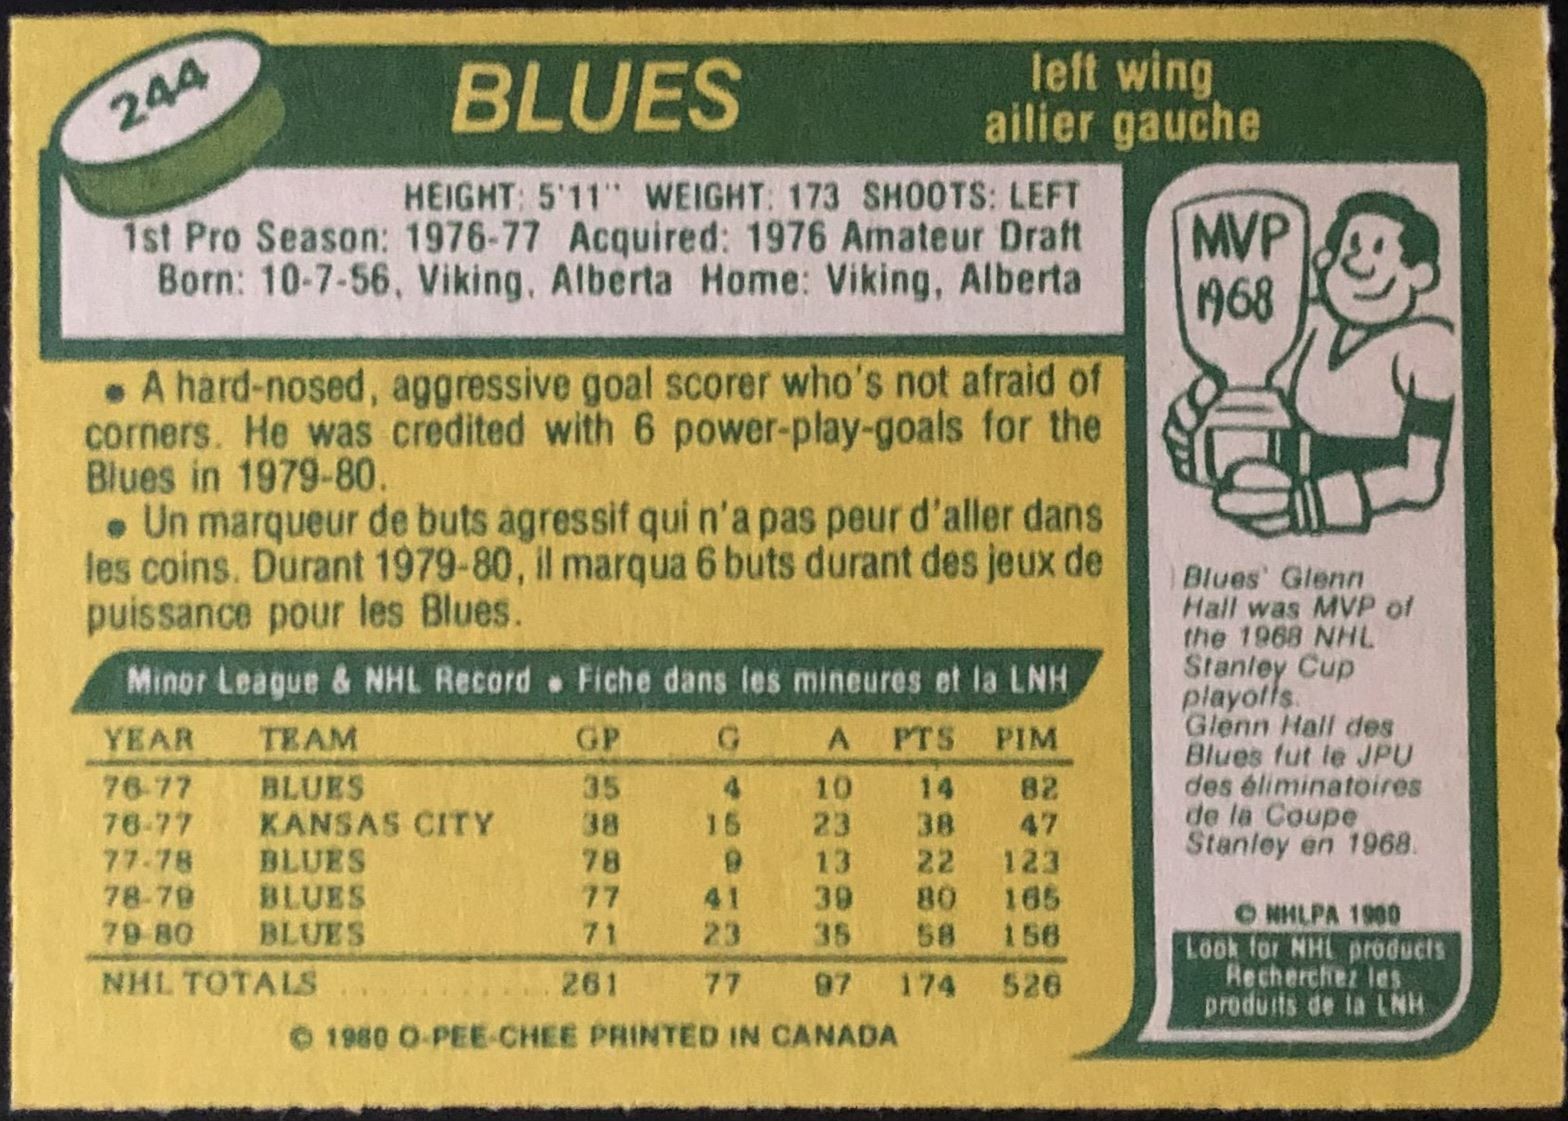 244
BLUES
left wing
ailier gauche
HEIGHT: 5'11" WEIGHT: 173 SHOOTS: LEFT
1st Pro Season: 1976-77 Acquired: 1976 Amateur Draft
Born: 10-7-56, Viking, Alberta Home: Viking, Alberta
• A hard-nosed, aggressive goal scorer who's not afraid of
corners. He was credited with 6 power-play-goals for the
Blues in 1979-80.
• Un marqueur de buts agressif qui n'a pas peur d'aller dans
les coins. Durant 1979-80, il marqua 6 buts durant des jeux de
puissance pour les Blues.
Minor League & NHL Record • Fiche dans les mineures et la LNH
YEAR TEAM GP G A PTS PIM
76-77 BLUES 35 4 10 14 82
76-77 KANSAS CITY 38 15 23 38 47
77-78 BLUES 78 9 13 22 123
78-79 BLUES 77 41 39 80 165
79-80 BLUES 71 23 35 58 156
NHL TOTALS .......... 261 77 97 174 526
© 1980 O-PEE-CHEE PRINTED IN CANADA
MVP
1968
Blues' Glenn
Hall was MVP of
the 1968 NHL
Stanley Cup
playoffs.
Glenn Hall des
Blues fut le JPU
des éliminatoires
de la Coupe
Stanley en 1968.
© NHLPA 1980
Look for NHL products
Recherchez les
produits de la LNH